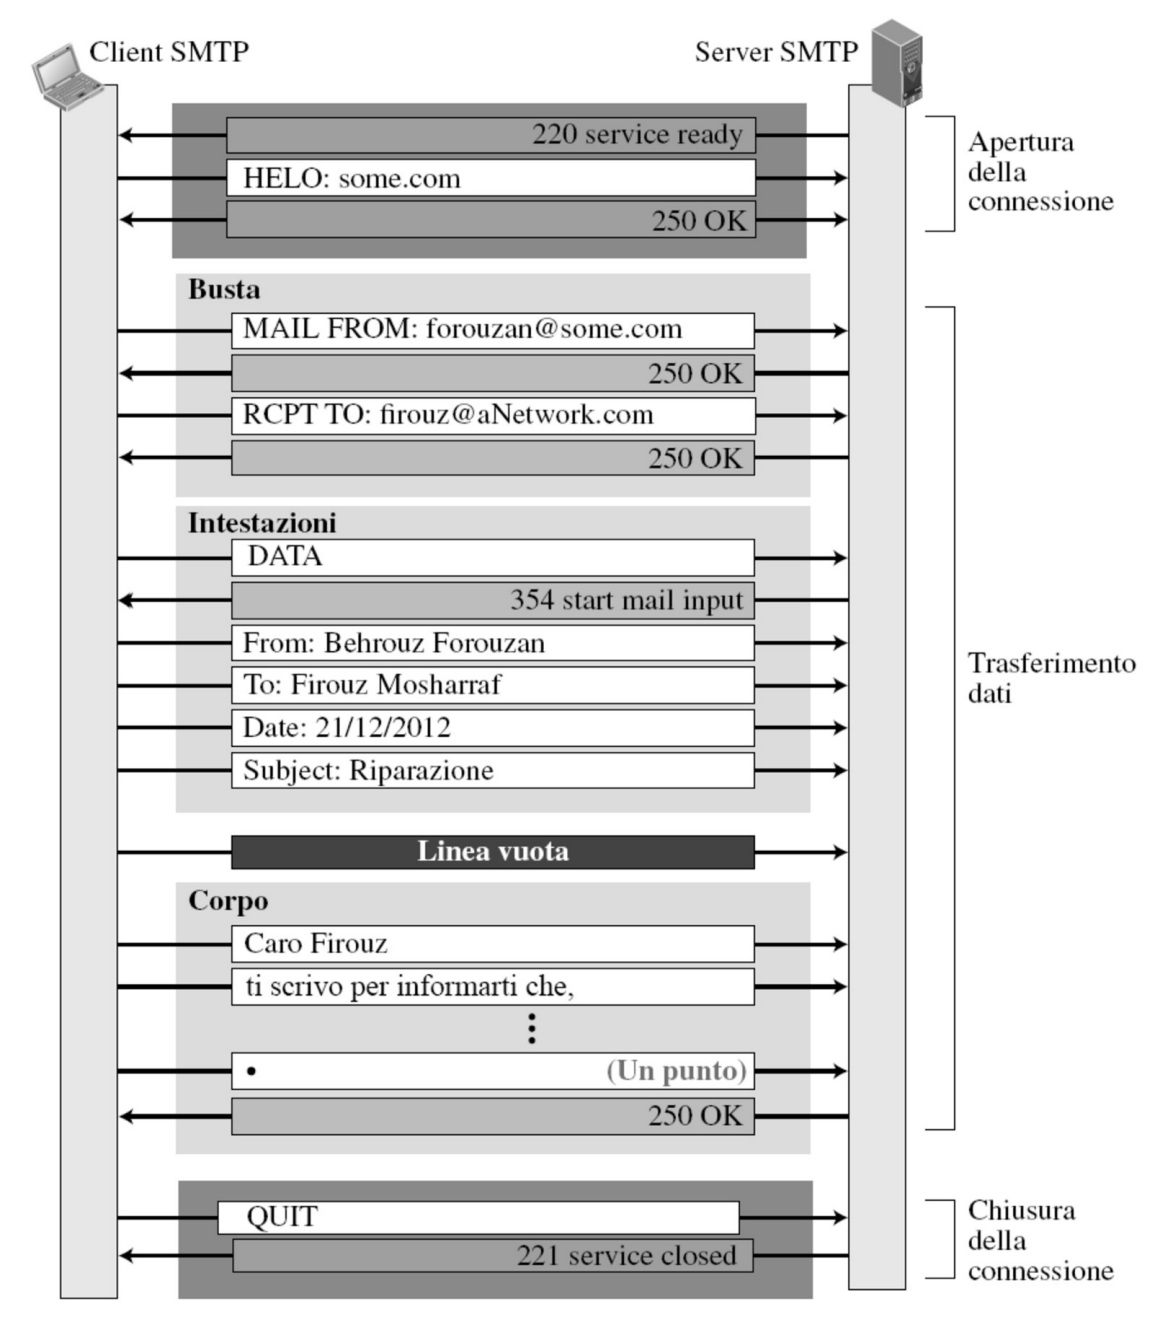 Client SMTP
Server SMTP
220 service ready
HELO: some.com
250 OK
Apertura
della
connessione
Busta
MAIL FROM: forouzan@some.com
250 OK
RCPT TO: firouz@aNetwork.com
250 OK
Intestazioni
DATA
354 start mail input
From: Behrouz Forouzan
To: Firouz Mosharraf
Date: 21/12/2012
Subject: Riparazione
Linea vuota
Corpo
Caro Firouz
ti scrivo per informarti che,
• (Un punto)
250 OK
Trasferimento
dati
QUIT
221 service closed
Chiusura
della
connessione